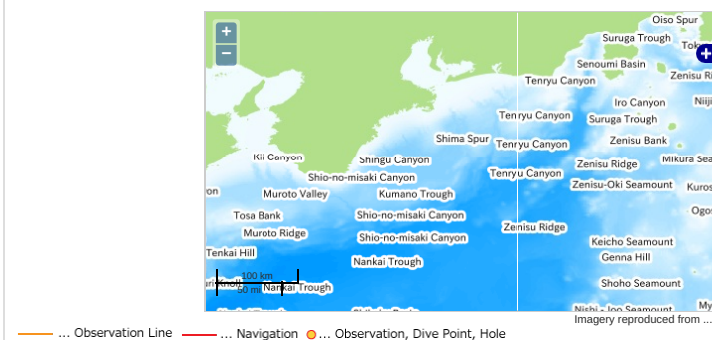 +
−
Oiso Spur
Suruga Trough
Senoumi Basin
Zenisu
Tenryu Canyon
Iro Canyon
Tenryu Canyon
Suruga Trough
Shima Spur
Tenryu Canyon
Zenisu Bank
Kii Canyon
Shingu Canyon
Zenisu Ridge
Mikura
Shio-no-misaki Canyon
Tenryu Canyon
Zenisu-Oki Seamount
Muroto Valley
Kumano Trough
Tosa Bank
Shio-no-misaki Canyon
Zenisu Ridge
Muroto Ridge
Shio-no-misaki Canyon
Keicho Seamount
Tenkai Hill
Nankai Trough
Genna Hill
100 km
50 mi
Nankai Trough
Shoho Seamount
Nishi-Joo Seamount
Imagery reproduced from ...
... Observation Line
... Navigation
... Observation, Dive Point, Hole